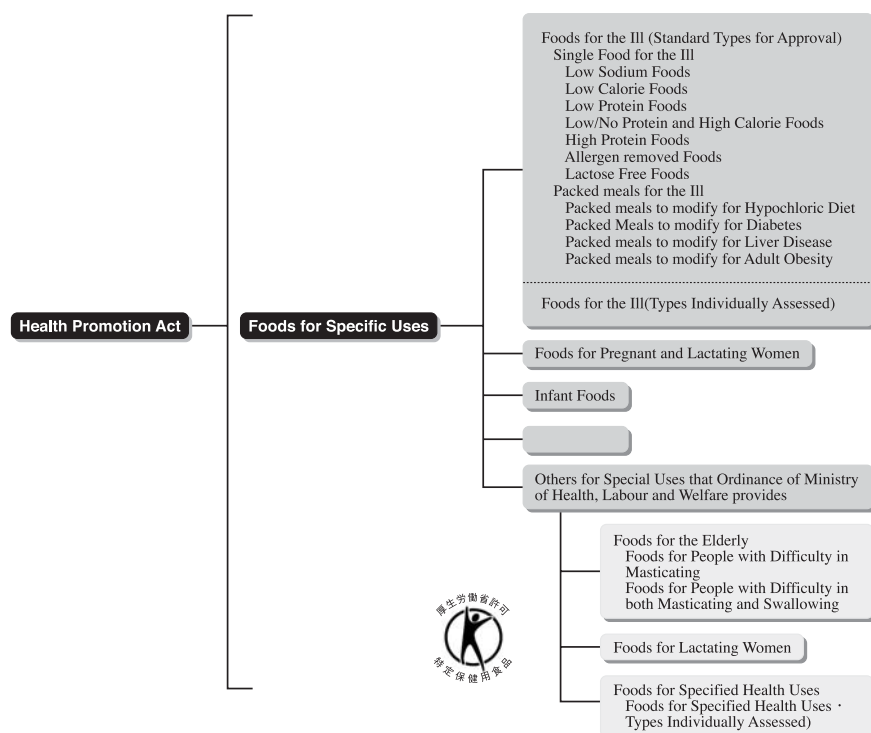 Foods for the Ill (Standard Types for Approval)
Single Food for the Ill
Low Sodium Foods
Low Calorie Foods
Low Protein Foods
Low/No Protein and High Calorie Foods
High Protein Foods
Allergen removed Foods
Lactose Free Foods
Packed meals for the Ill
Packed meals to modify for Hypochloric Diet
Packed Meals to modify for Diabetes
Packed meals to modify for Liver Disease
Packed meals to modify for Adult Obesity
Foods for the Ill(Types Individually Assessed)
Health Promotion Act
Foods for Specific Uses
Foods for Pregnant and Lactating Women
Infant Foods
Others for Special Uses that Ordinance of Ministry
of Health, Labour and Welfare provides
Foods for the Elderly
Foods for People with Difficulty in
Masticating
Foods for People with Difficulty in
both Masticating and Swallowing
厚生労働省許可
特定保健用食品
Foods for Lactating Women
Foods for Specified Health Uses
Foods for Specified Health Uses・
Types Individually Assessed)